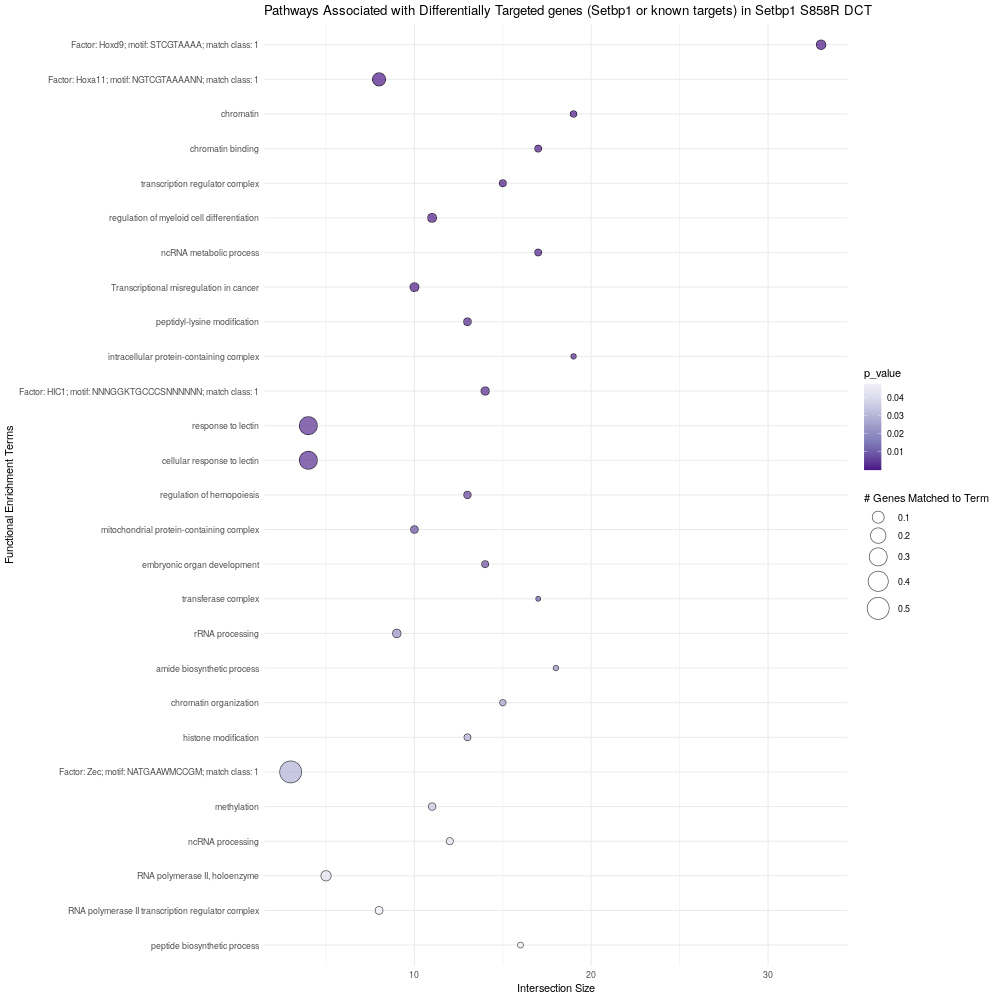 Pathways Associated with Differentially Targeted genes (Setbp1 or known targets) in Setbp1 S858R DCT
Functional Enrichment Terms
Factor: Hoxd9; motif: STCGTAAAA; match class: 1
Factor: Hoxa11; motif: NGTCGTAAAANN; match class: 1
chromatin
chromatin binding
transcription regulator complex
regulation of myeloid cell differentiation
ncRNA metabolic process
Transcriptional misregulation in cancer
peptidyl-lysine modification
intracellular protein-containing complex
Factor: HIC1; motif: NNNGGKTGCCCSNNNNNN; match class: 1
response to lectin
cellular response to lectin
regulation of hemopoiesis
mitochondrial protein-containing complex
embryonic organ development
transferase complex
rRNA processing
amide biosynthetic process
chromatin organization
histone modification
Factor: Zec; motif: NATGAAWMCCGM; match class: 1
methylation
ncRNA processing
RNA polymerase II, holoenzyme
RNA polymerase II transcription regulator complex
peptide biosynthetic process
10 20 30
Intersection Size
p_value
0.04
0.03
0.02
0.01
# Genes Matched to Term
0.1
0.2
0.3
0.4
0.5